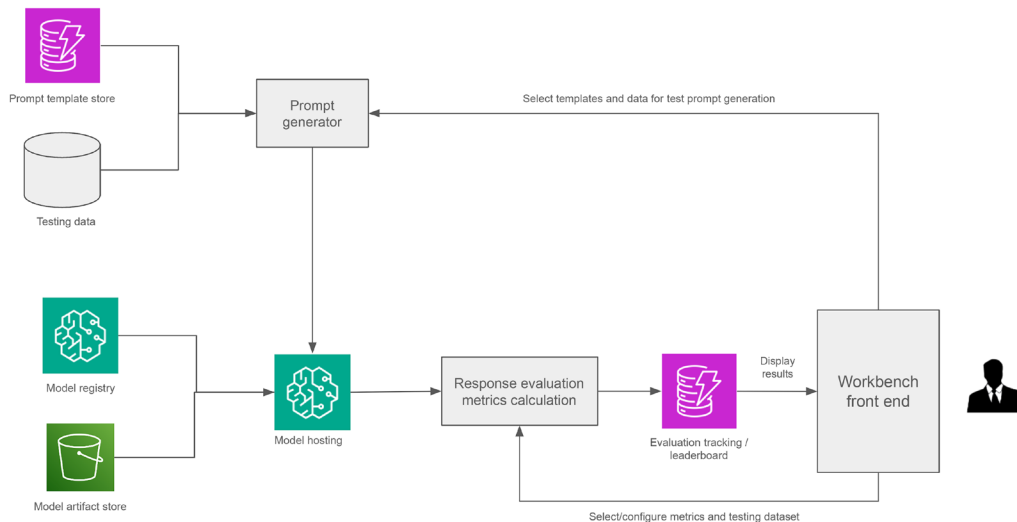 Prompt template store
Testing data
Prompt
generator
Select templates and data for test prompt generation
Model registry
Model artifact store
Model hosting
Response evaluation
metrics calculation
Evaluation tracking /
leaderboard
Display
results
Workbench
front end
Select/configure metrics and testing dataset